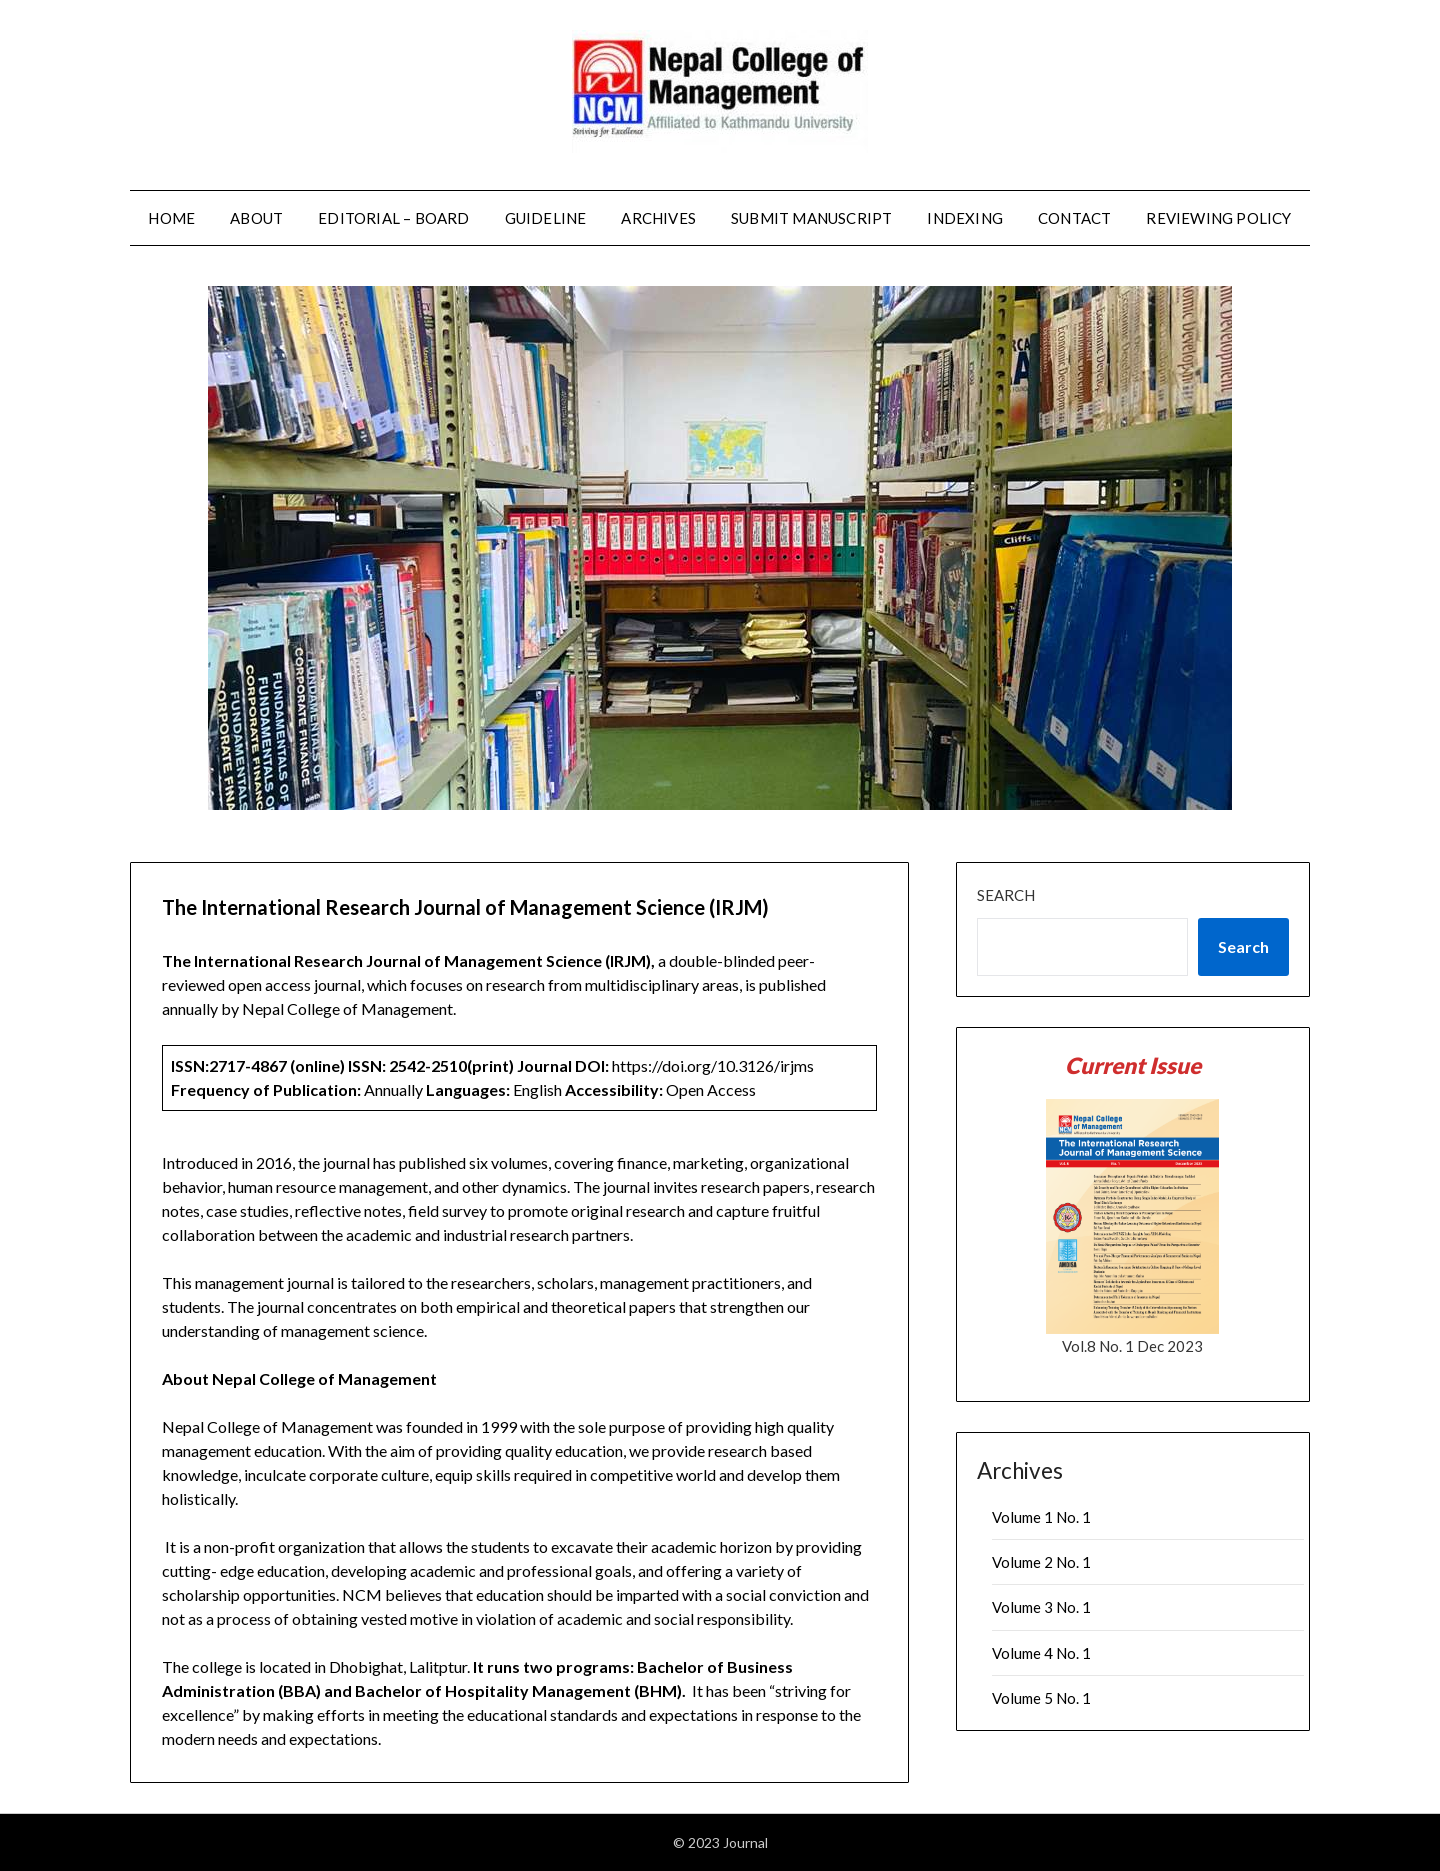 Nepal College of
Management
Affiliated to Kathmandu University
NCM
Striving for Excellence
HOME ABOUT EDITORIAL – BOARD GUIDELINE ARCHIVES SUBMIT MANUSCRIPT INDEXING CONTACT REVIEWING POLICY
FUNDAMENTALS OF
CORPORATE FINANCE
The International Research Journal of Management Science (IRJM)
The International Research Journal of Management Science (IRJM), a double-blinded peer-
reviewed open access journal, which focuses on research from multidisciplinary areas, is published
annually by Nepal College of Management.
ISSN:2717-4867 (online) ISSN: 2542-2510(print) Journal DOI: https://doi.org/10.3126/irjms
Frequency of Publication: Annually Languages: English Accessibility: Open Access
Introduced in 2016, the journal has published six volumes, covering finance, marketing, organizational
behavior, human resource management, and other dynamics. The journal invites research papers, research
notes, case studies, reflective notes, field survey to promote original research and capture fruitful
collaboration between the academic and industrial research partners.
This management journal is tailored to the researchers, scholars, management practitioners, and
students. The journal concentrates on both empirical and theoretical papers that strengthen our
understanding of management science.
About Nepal College of Management
Nepal College of Management was founded in 1999 with the sole purpose of providing high quality
management education. With the aim of providing quality education, we provide research based
knowledge, inculcate corporate culture, equip skills required in competitive world and develop them
holistically.
It is a non-profit organization that allows the students to excavate their academic horizon by providing
cutting- edge education, developing academic and professional goals, and offering a variety of
scholarship opportunities. NCM believes that education should be imparted with a social conviction and
not as a process of obtaining vested motive in violation of academic and social responsibility.
The college is located in Dhobighat, Lalitptur. It runs two programs: Bachelor of Business
Administration (BBA) and Bachelor of Hospitality Management (BHM). It has been “striving for
excellence” by making efforts in meeting the educational standards and expectations in response to the
modern needs and expectations.
SEARCH
Search
Current Issue
Nepal College
of Management
The International Research
Journal of Management Science
Vol. 8 No. 1 December 2023
AMDISA
Vol.8 No. 1 Dec 2023
Archives
Volume 1 No. 1
Volume 2 No. 1
Volume 3 No. 1
Volume 4 No. 1
Volume 5 No. 1
© 2023 Journal